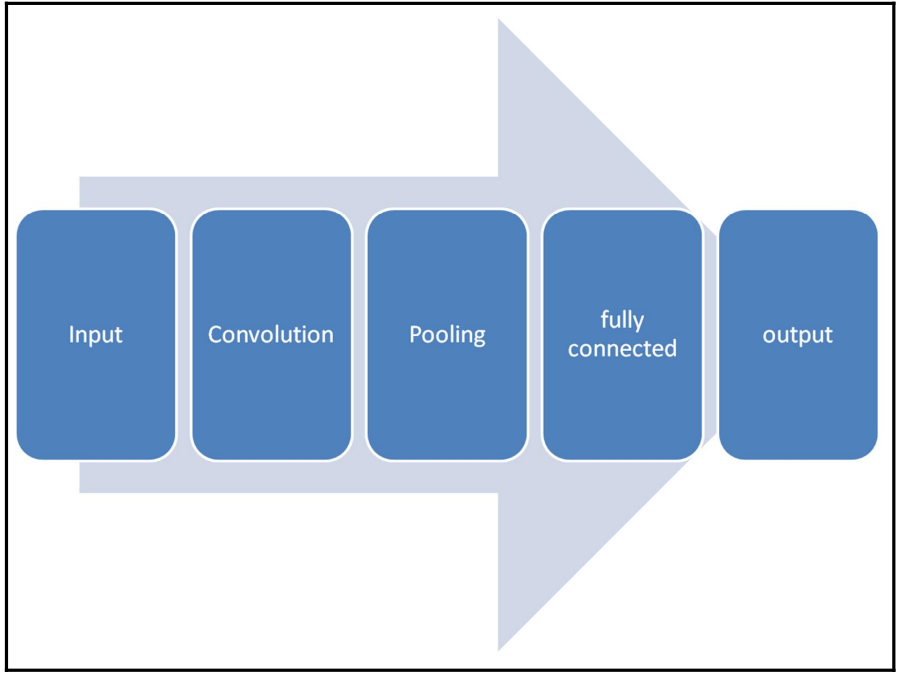 Input
Convolution
Pooling
fully
connected
output